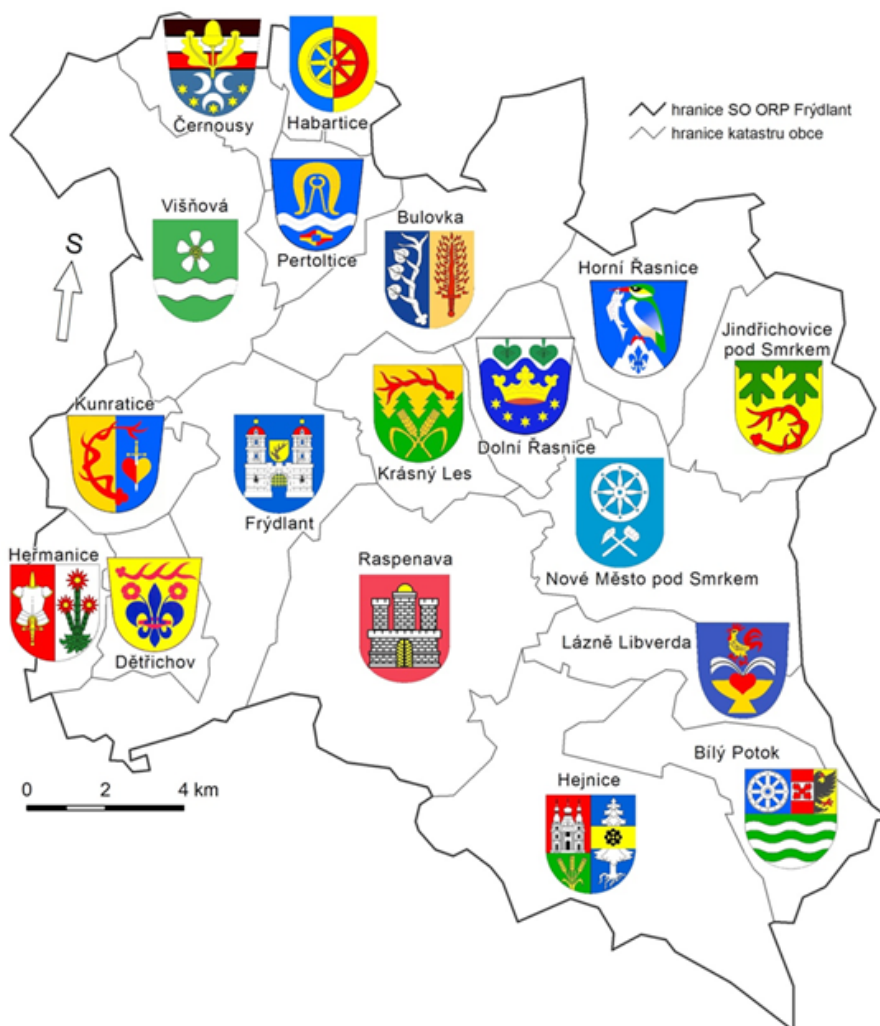 hranice SO ORP Frýdlant
hranice katastru obce
Černousy
Habartice
Višňová
S
Pertoltice
Bulovka
Horní Řasnice
Jindřichovice
pod Smrkem
Kunratice
Frýdlant
Krásný Les
Dolní Řasnice
Heřmanice
Dětřichov
Raspenava
Nové Město pod Smrkem
Lázně Libverda
Bílý Potok
Hejnice
0 2 4 km